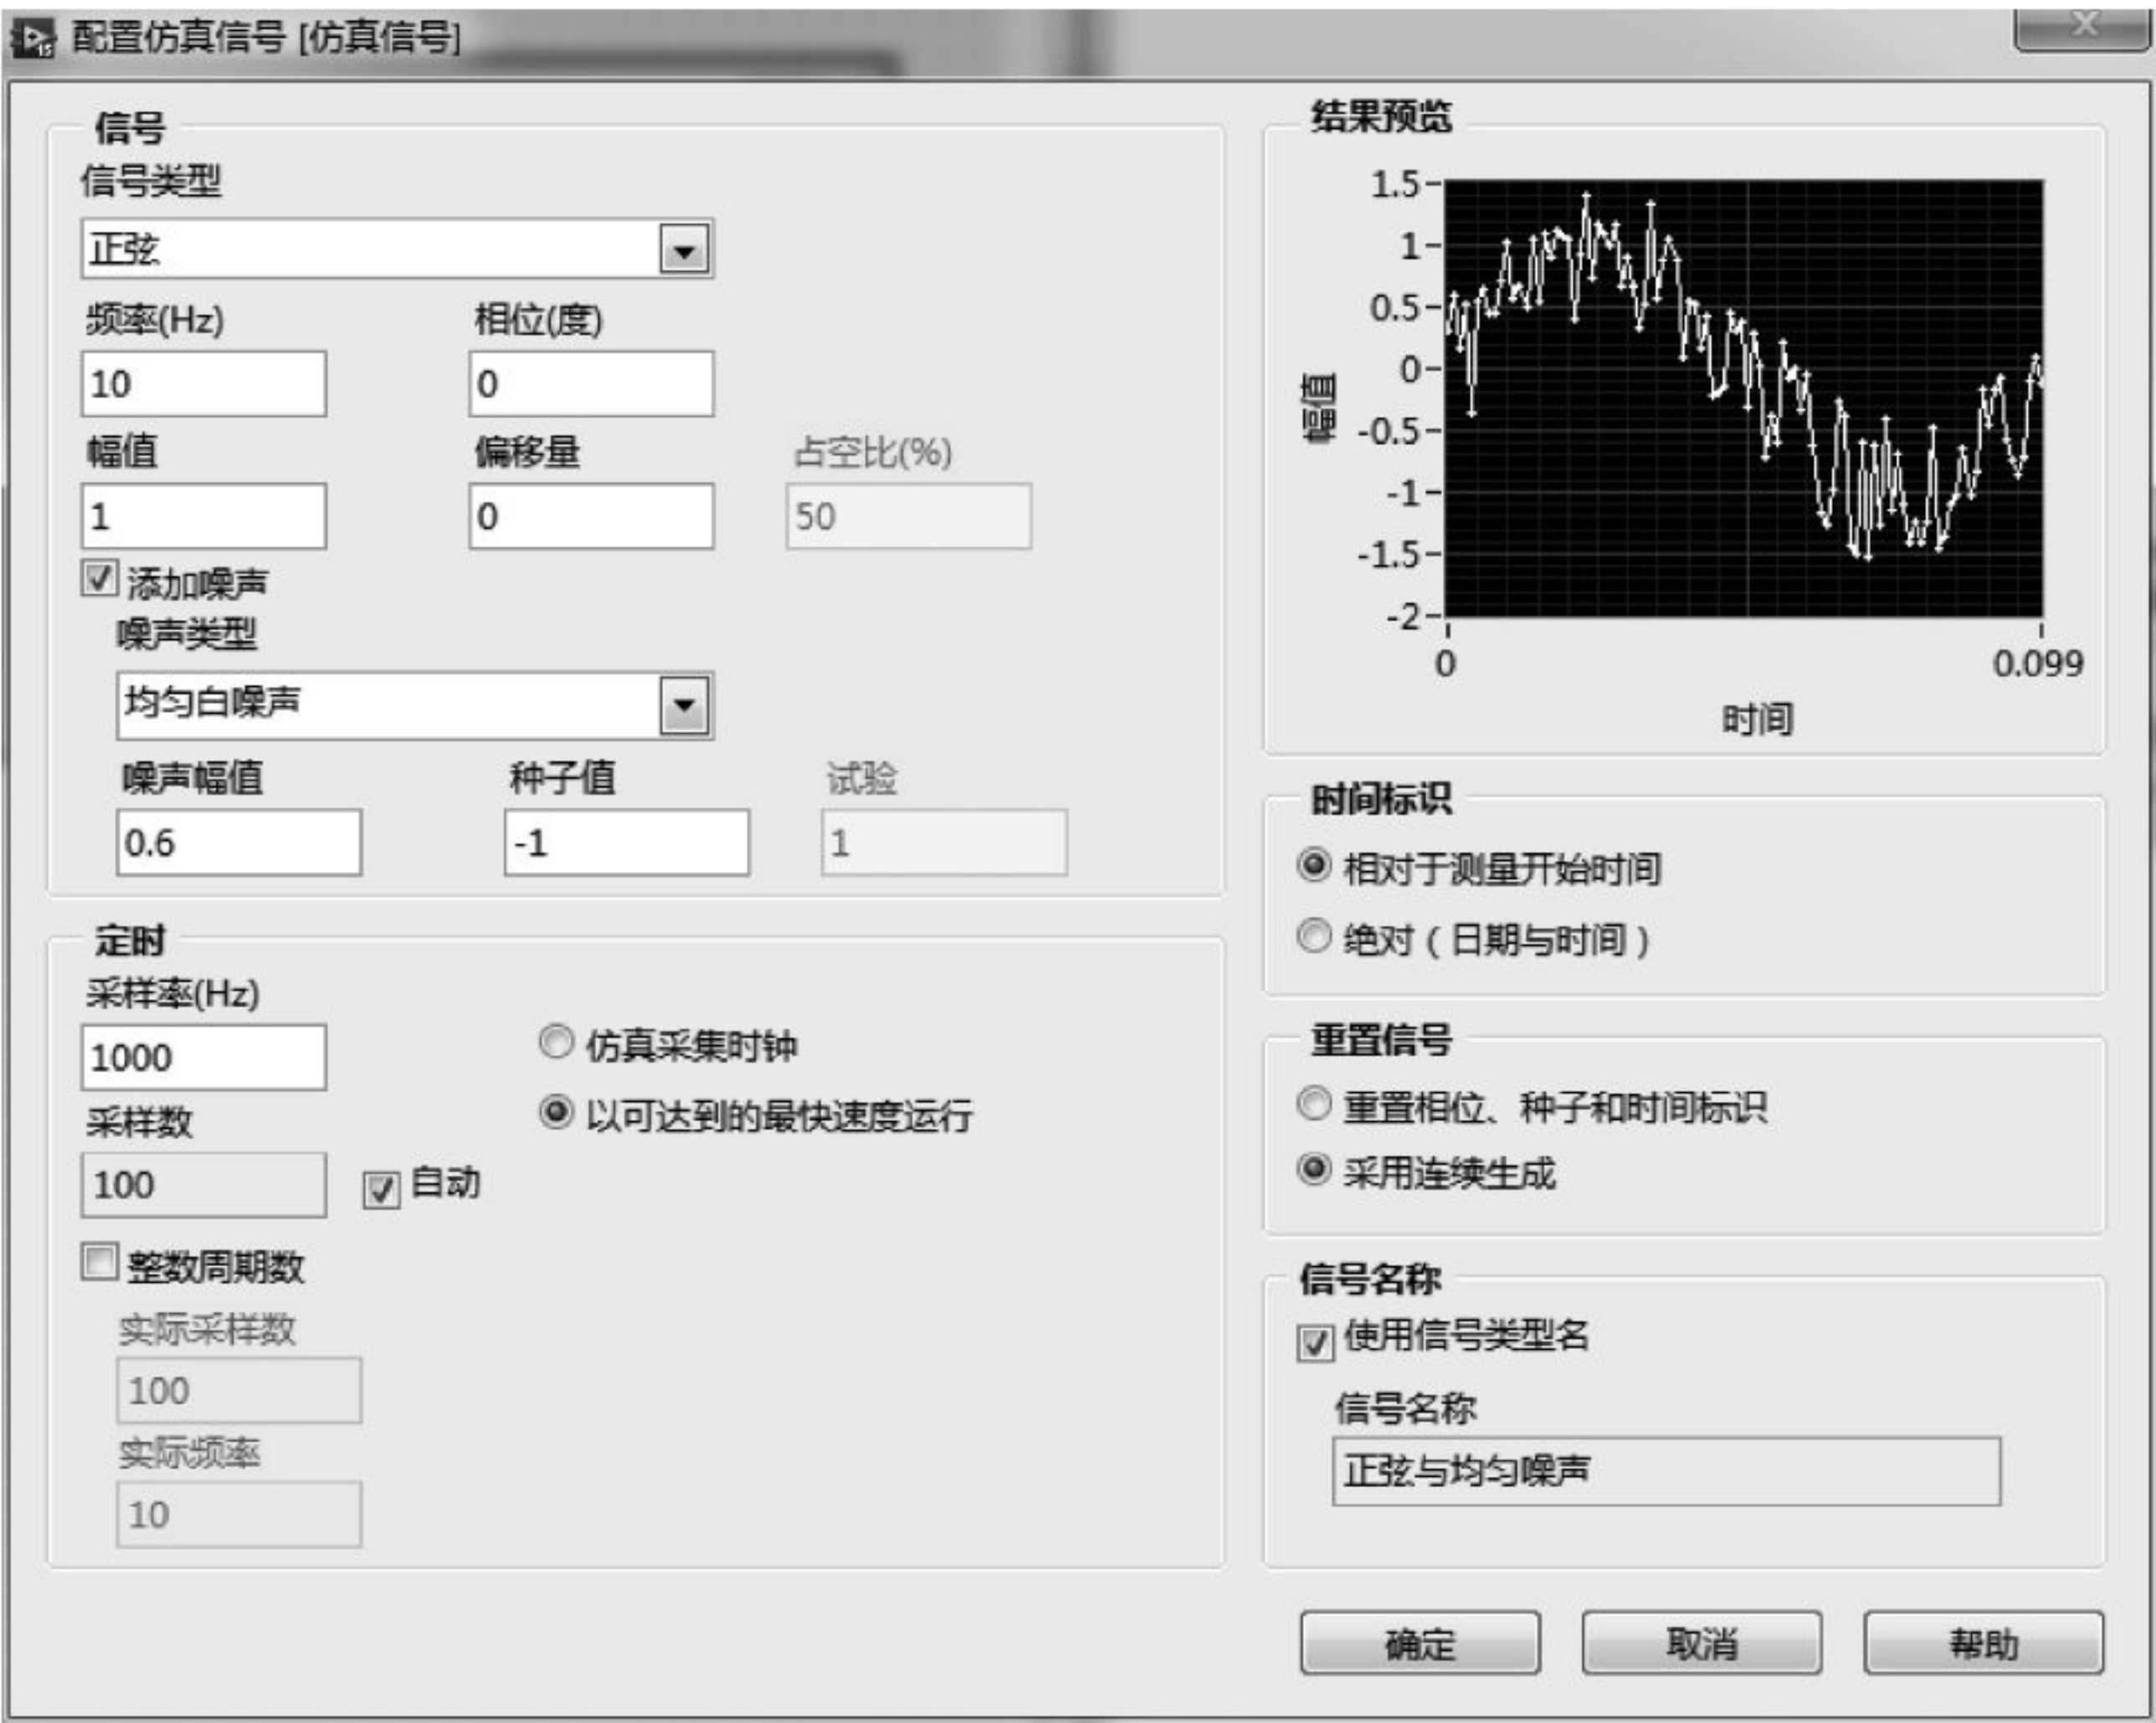 配置仿真信号 [仿真信号]
信号
信号类型
正弦
频率(Hz) 相位(度)
10 0
幅值 偏移量 占空比(%)
1 0 50
添加噪声
噪声类型
均匀白噪声
噪声幅值 种子值 试验
0.6 -1 1
定时
采样率(Hz)
1000
仿真采集时钟
以可达到的最快速度运行
采样数
100 自动
整数周期数
实际采样数
100
实际频率
10
结果预览
1.5
1
0.5
0
-0.5
-1
-1.5
-2
幅值
0 0.099
时间
时间标识
相对于测量开始时间
绝对（日期与时间）
重置信号
重置相位、种子和时间标识
采用连续生成
信号名称
使用信号类型名
信号名称
正弦与均匀噪声
确定 取消 帮助